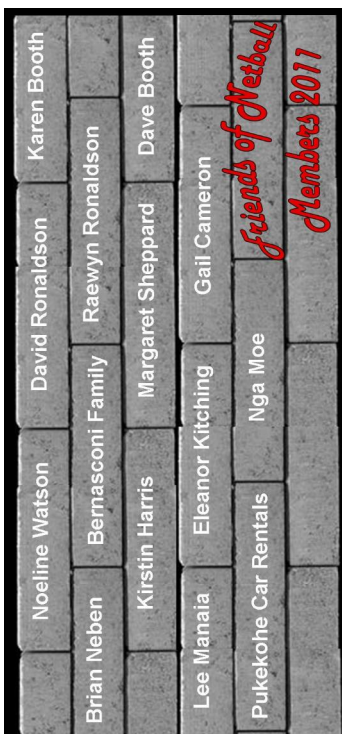 Noeline Watson David Ronaldson Karen Booth
Brian Neben Bernasconi Family Raewyn Ronaldson
Kirstin Harris Margaret Sheppard Dave Booth
Lee Manaia Eleanor Kitching Gail Cameron
Pukekohe Car Rentals Nga Moe
Friends of Netball
Members 2011